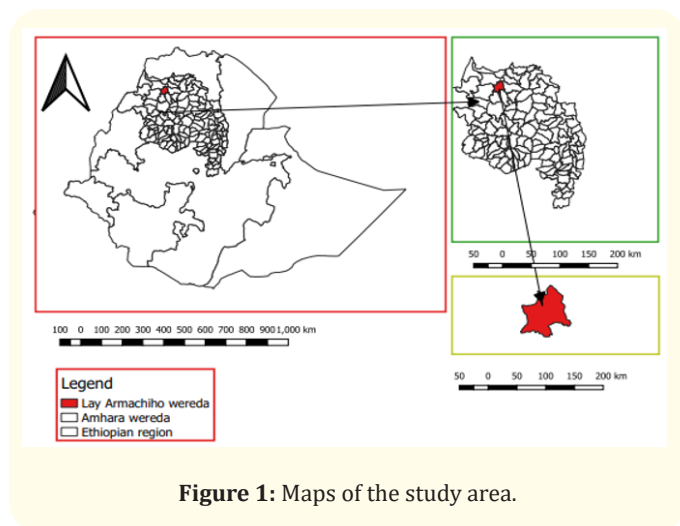 50 0 50 100 150 200 km
100 0 100 200 300 400 500 600 700 800 900 1,000 km
50 0 50 100 150 200 km
Legend
Lay Armachiho wereda
Amhara wereda
Ethiopian region
Figure 1: Maps of the study area.